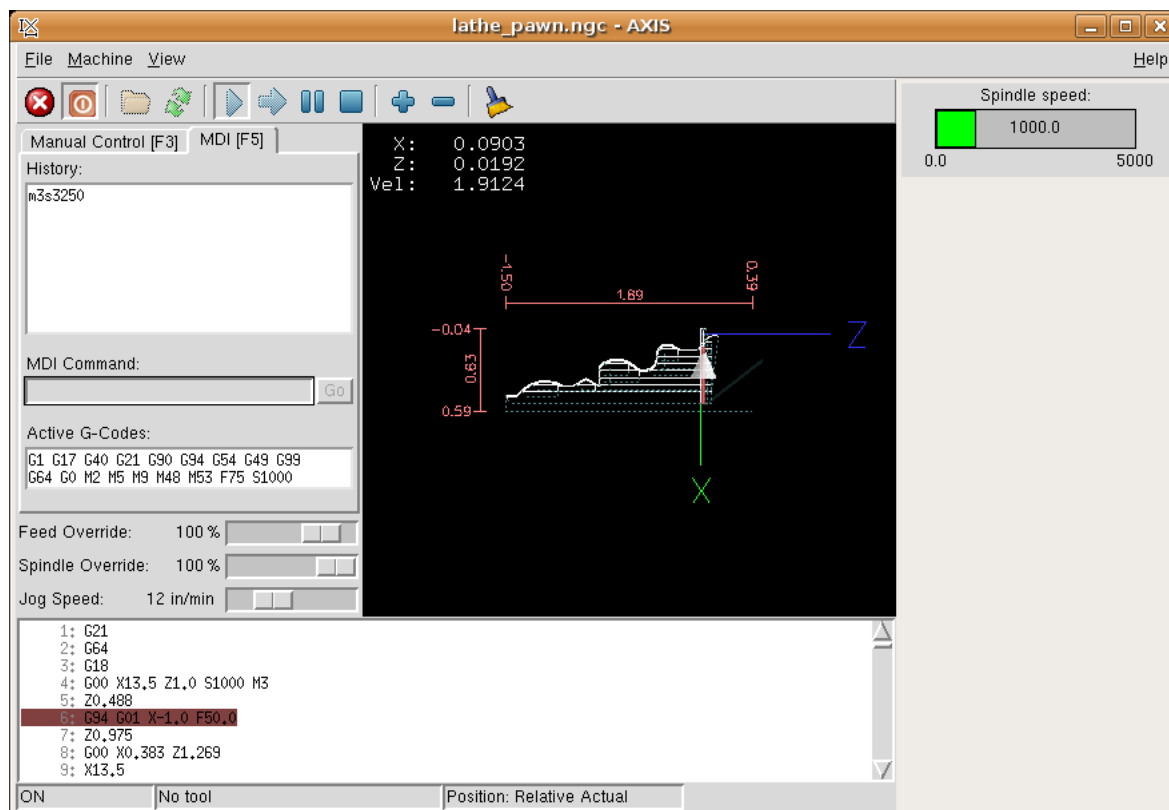 lathe_pawn.ngc - AXIS
File Machine View Help
Manual Control [F3] MDI [F5]
History:
m3s3250
MDI Command:
Go
Active G-Codes:
G1 G17 G40 G21 G90 G94 G54 G49 G99
G64 G0 M2 M5 M9 M48 M53 F75 S1000
Feed Override: 100 %
Spindle Override: 100 %
Jog Speed: 12 in/min
X: 0.0903
Z: 0.0192
Vel: 1.9124
-1.50
0.39
1.89
-0.04
0.63
0.59
Z
X
Spindle speed:
1000.0
0.0 5000
1: G21
2: G64
3: G18
4: G00 X13.5 Z1.0 S1000 M3
5: Z0.488
6: G94 G01 X-1.0 F50.0
7: Z0.975
8: G00 X0.383 Z1.269
9: X13.5
ON No tool Position: Relative Actual